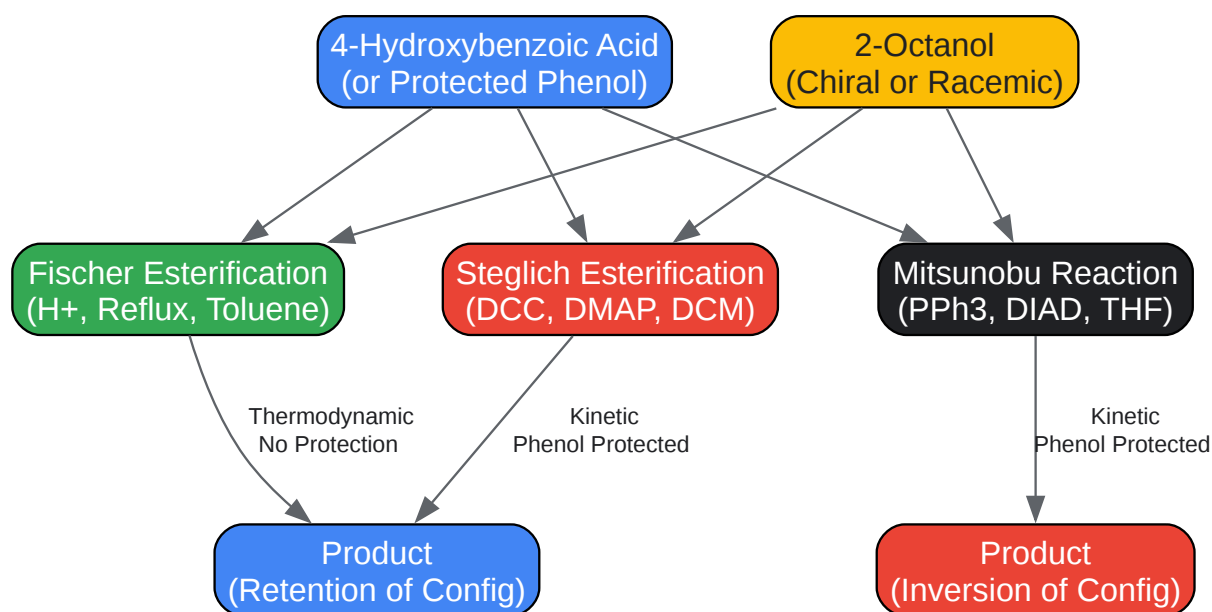 4-Hydroxybenzoic Acid
(or Protected Phenol)
2-Octanol
(Chiral or Racemic)
Fischer Esterification
(H+, Reflux, Toluene)
Steglich Esterification
(DCC, DMAP, DCM)
Mitsunobu Reaction
(PPh3, DIAD, THF)
Thermodynamic
No Protection
Kinetic
Phenol Protected
Kinetic
Phenol Protected
Product
(Retention of Config)
Product
(Inversion of Config)